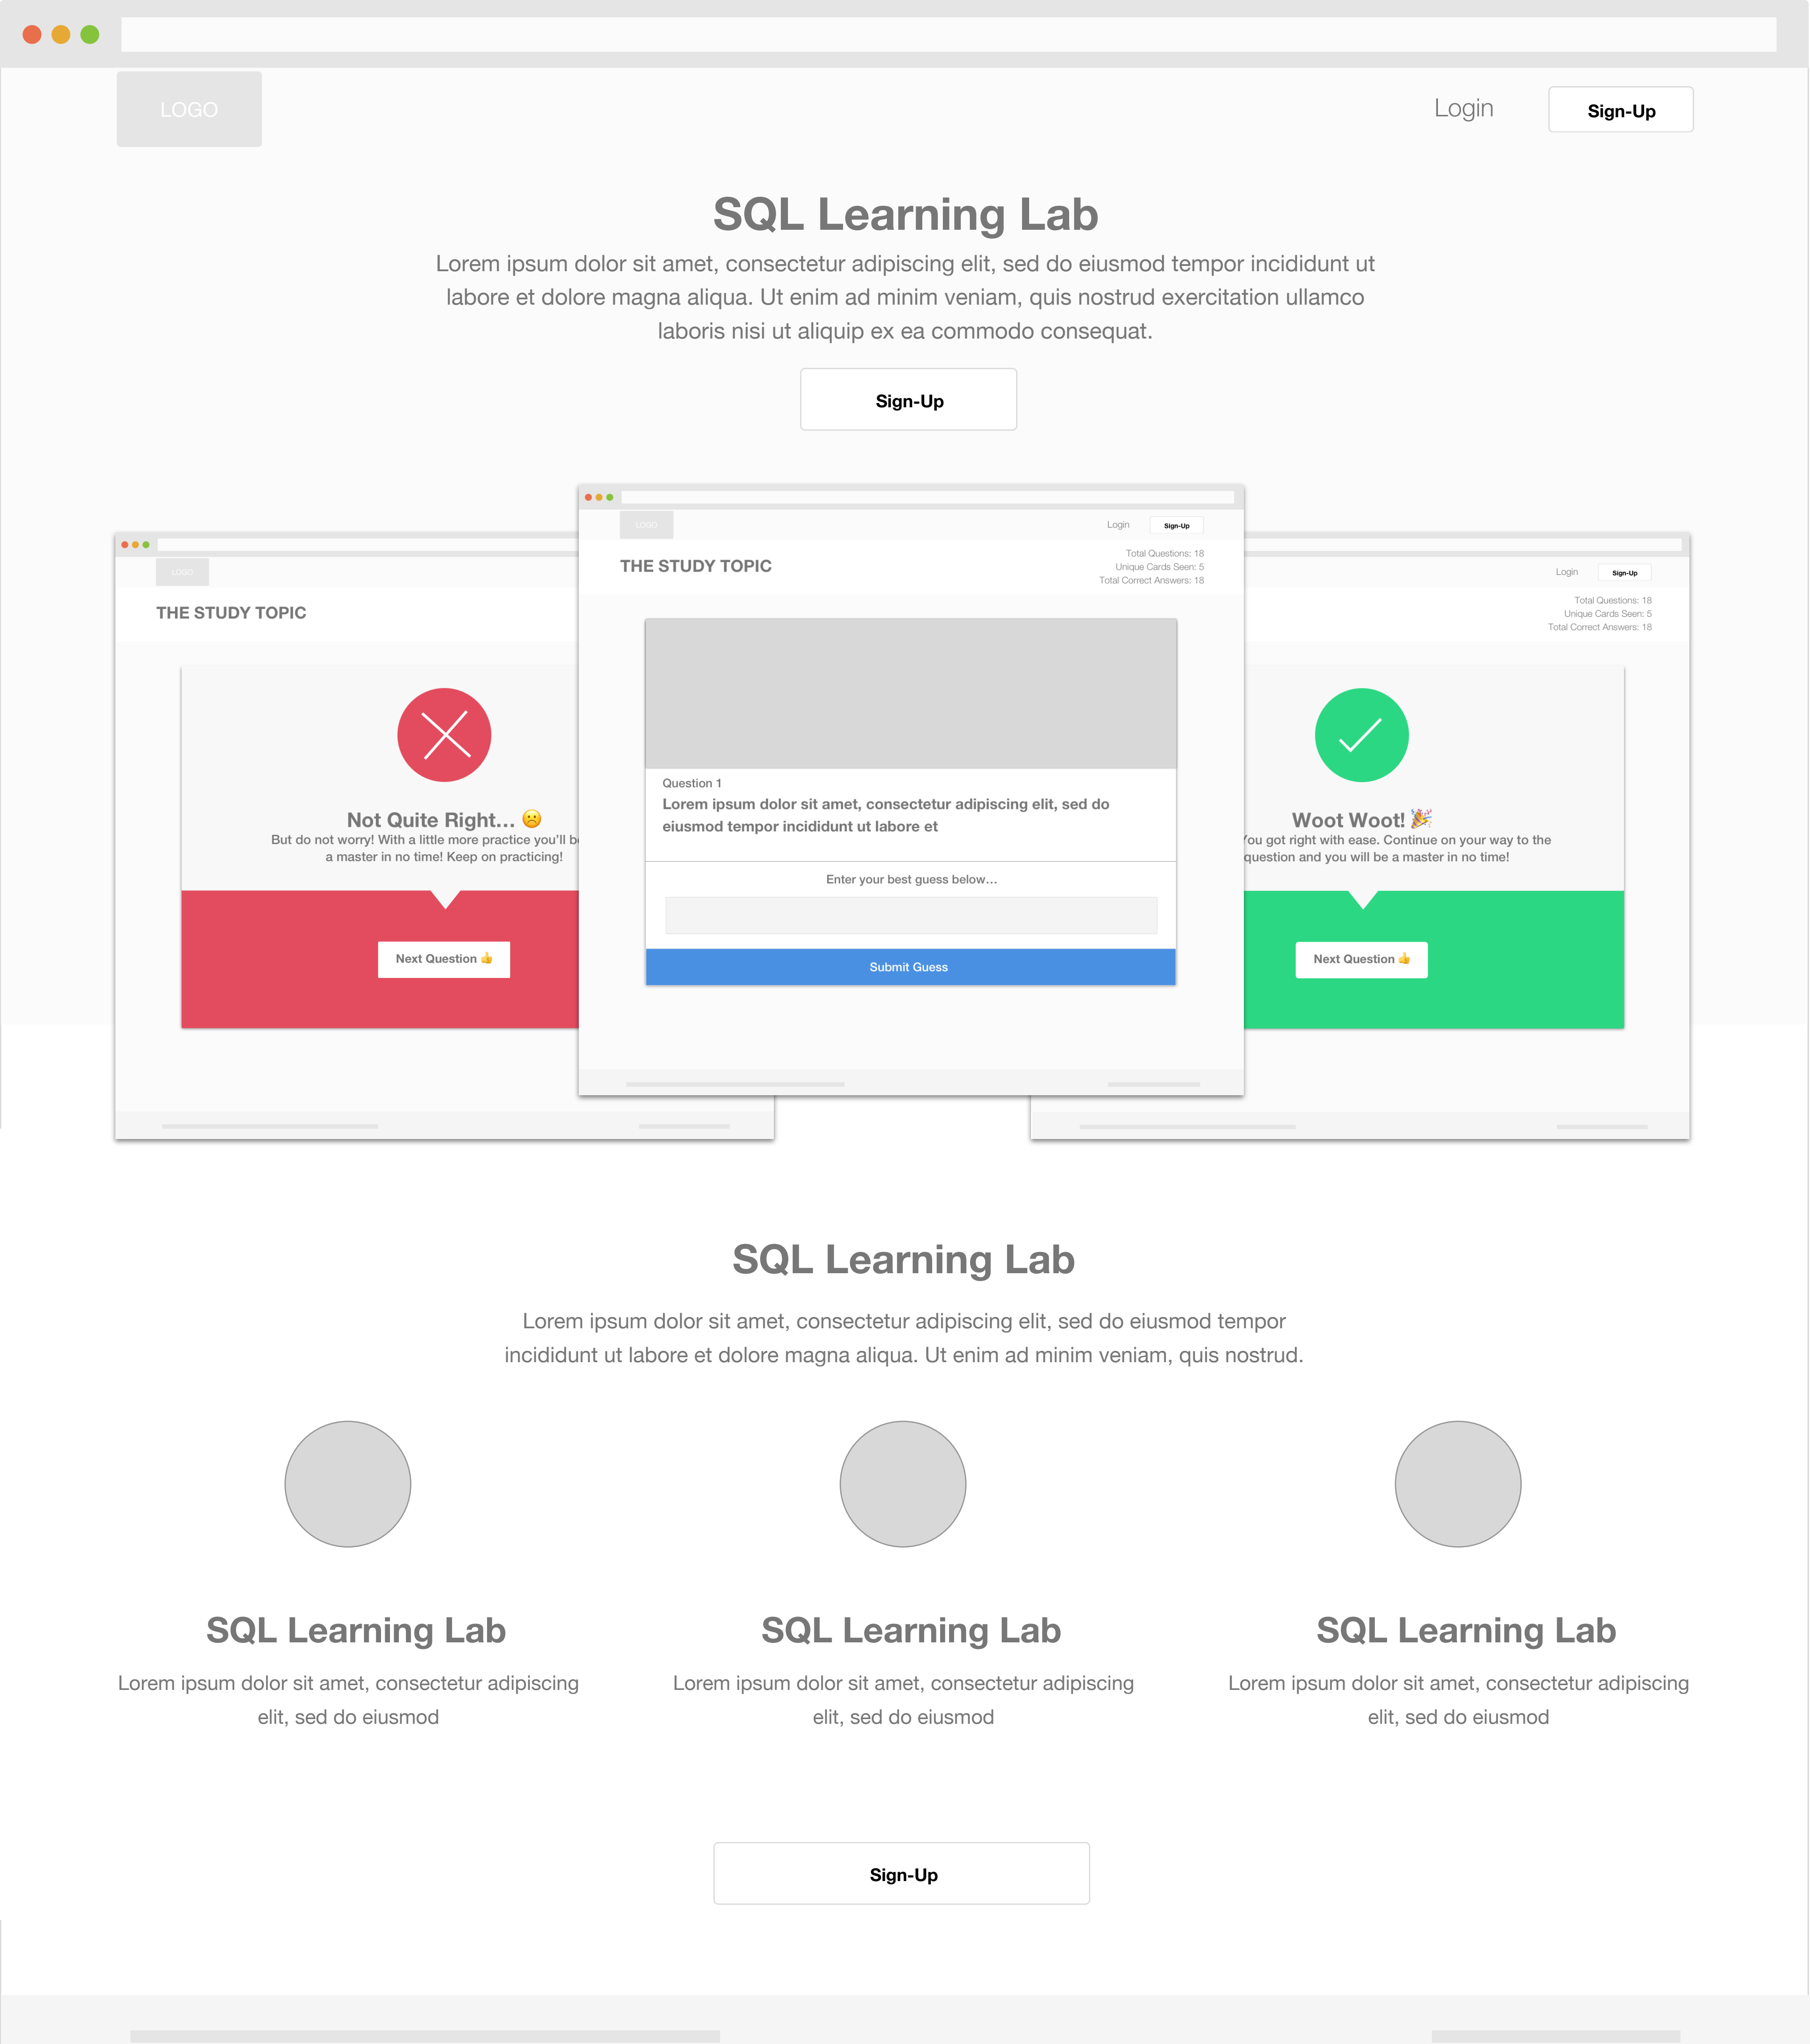 LOGO
Login
Sign-Up
SQL Learning Lab
Lorem ipsum dolor sit amet, consectetur adipiscing elit, sed do eiusmod tempor incididunt ut
labore et dolore magna aliqua. Ut enim ad minim veniam, quis nostrud exercitation ullamco
laboris nisi ut aliquip ex ea commodo consequat.
Sign-Up
LOGO
THE STUDY TOPIC
Not Quite Right... ☹️
But do not worry! With a little more practice you'll be
a master in no time! Keep on practicing!
Next Question 👍
LOGO
Login
Sign-Up
THE STUDY TOPIC
Total Questions: 18
Unique Cards Seen: 5
Total Correct Answers: 18
Question 1
Lorem ipsum dolor sit amet, consectetur adipiscing elit, sed do
eiusmod tempor incididunt ut labore et
Enter your best guess below...
Submit Guess
Login
Sign-Up
Total Questions: 18
Unique Cards Seen: 5
Total Correct Answers: 18
Woot Woot! 🎉
You got right with ease. Continue on your way to the
question and you will be a master in no time!
Next Question 👍
SQL Learning Lab
Lorem ipsum dolor sit amet, consectetur adipiscing elit, sed do eiusmod tempor
incididunt ut labore et dolore magna aliqua. Ut enim ad minim veniam, quis nostrud.
SQL Learning Lab
Lorem ipsum dolor sit amet, consectetur adipiscing
elit, sed do eiusmod
SQL Learning Lab
Lorem ipsum dolor sit amet, consectetur adipiscing
elit, sed do eiusmod
SQL Learning Lab
Lorem ipsum dolor sit amet, consectetur adipiscing
elit, sed do eiusmod
Sign-Up